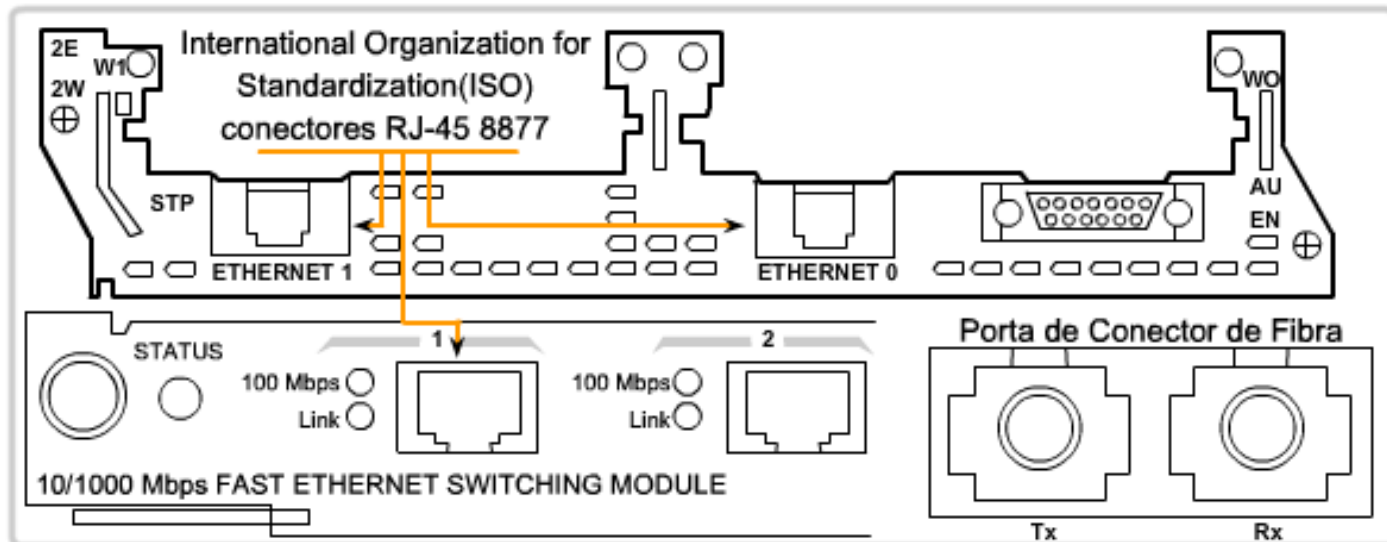 2E
2W
W1
International Organization for
Standardization(ISO)
conectores RJ-45 8877
WO
STP
AU
EN
ETHERNET 1
ETHERNET 0
STATUS
1
2
Porta de Conector de Fibra
100 Mbps
Link
100 Mbps
Link
10/1000 Mbps FAST ETHERNET SWITCHING MODULE
Tx
Rx